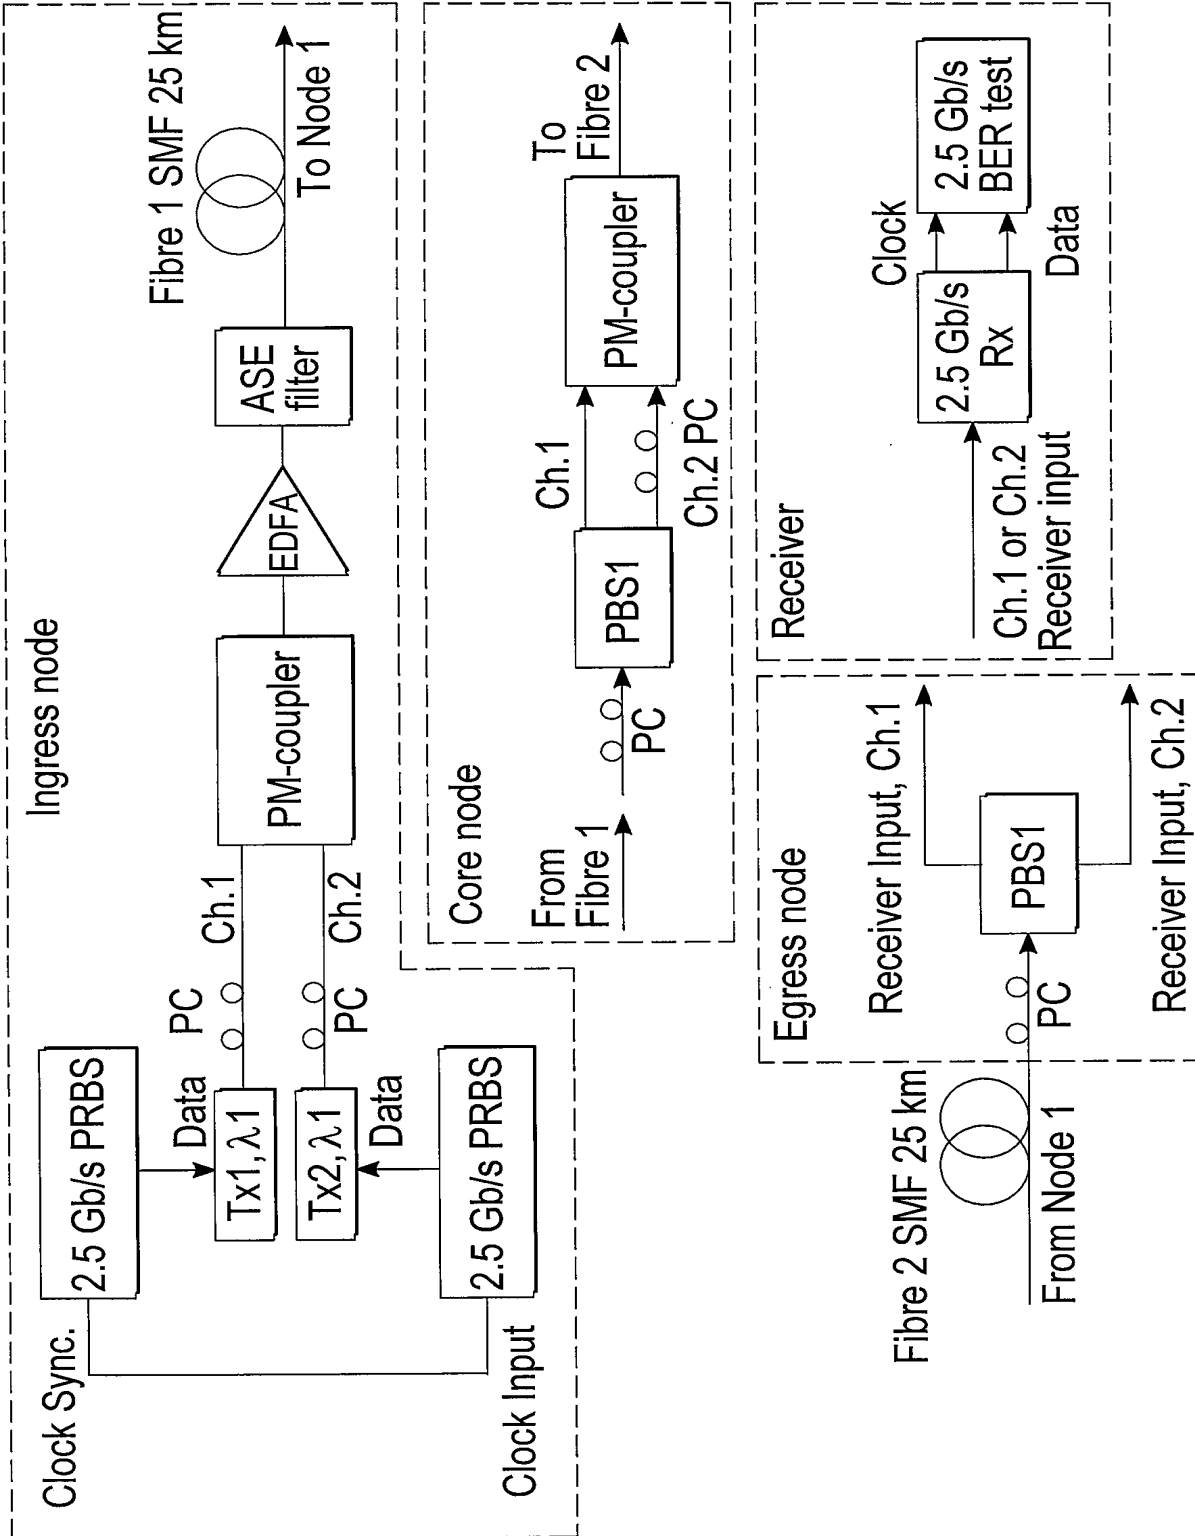 Ingress node
Clock Sync.
2.5 Gb/s PRBS
Data
PC
Tx1, λ1
Ch.1
Tx2, λ1
PC
Ch.2
Data
2.5 Gb/s PRBS
Clock Input
PM-coupler
EDFA
ASE
filter
Fibre 1 SMF 25 km
To Node 1
Core node
From
Fibre 1
PC
PBS1
Ch.1
Ch.2 PC
PM-coupler
To
Fibre 2
Fibre 2 SMF 25 km
From Node 1
Egress node
PC
PBS1
Receiver Input, Ch.1
Receiver Input, Ch.2
Receiver
Ch.1 or Ch.2
Receiver input
2.5 Gb/s
Rx
Clock
Data
2.5 Gb/s
BER test